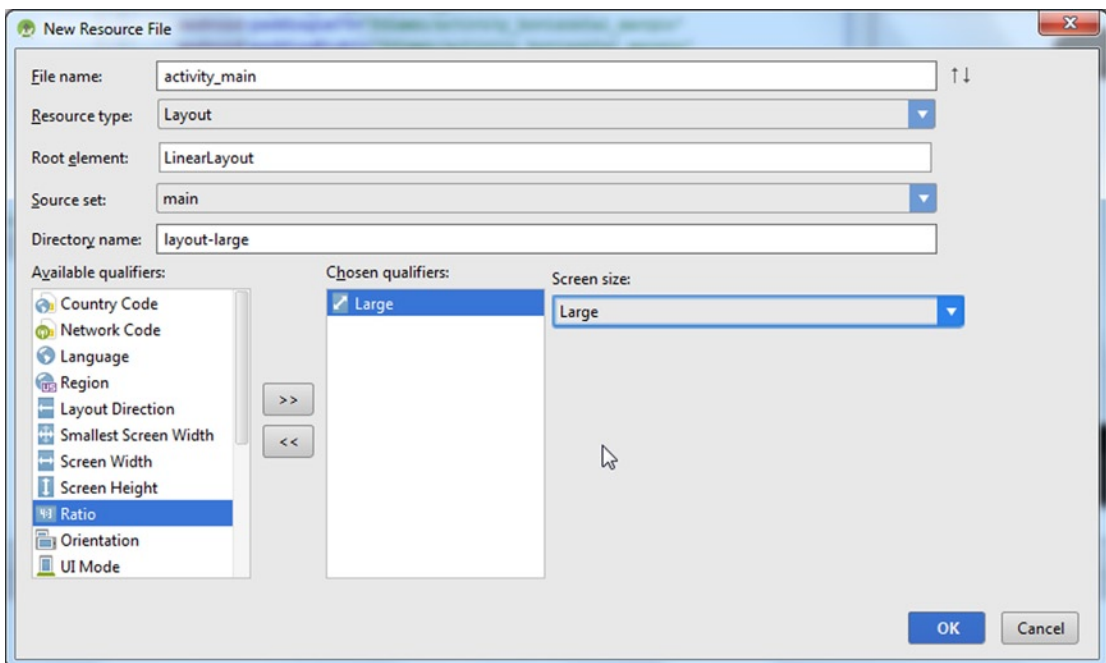 New Resource File
File name: activity_main
Resource type: Layout
Root element: LinearLayout
Source set: main
Directory name: layout-large
Available qualifiers:
Country Code
Network Code
Language
Region
Layout Direction
Smallest Screen Width
Screen Width
Screen Height
Ratio
Orientation
UI Mode
>>
<<
Chosen qualifiers:
Large
Screen size:
Large
OK
Cancel